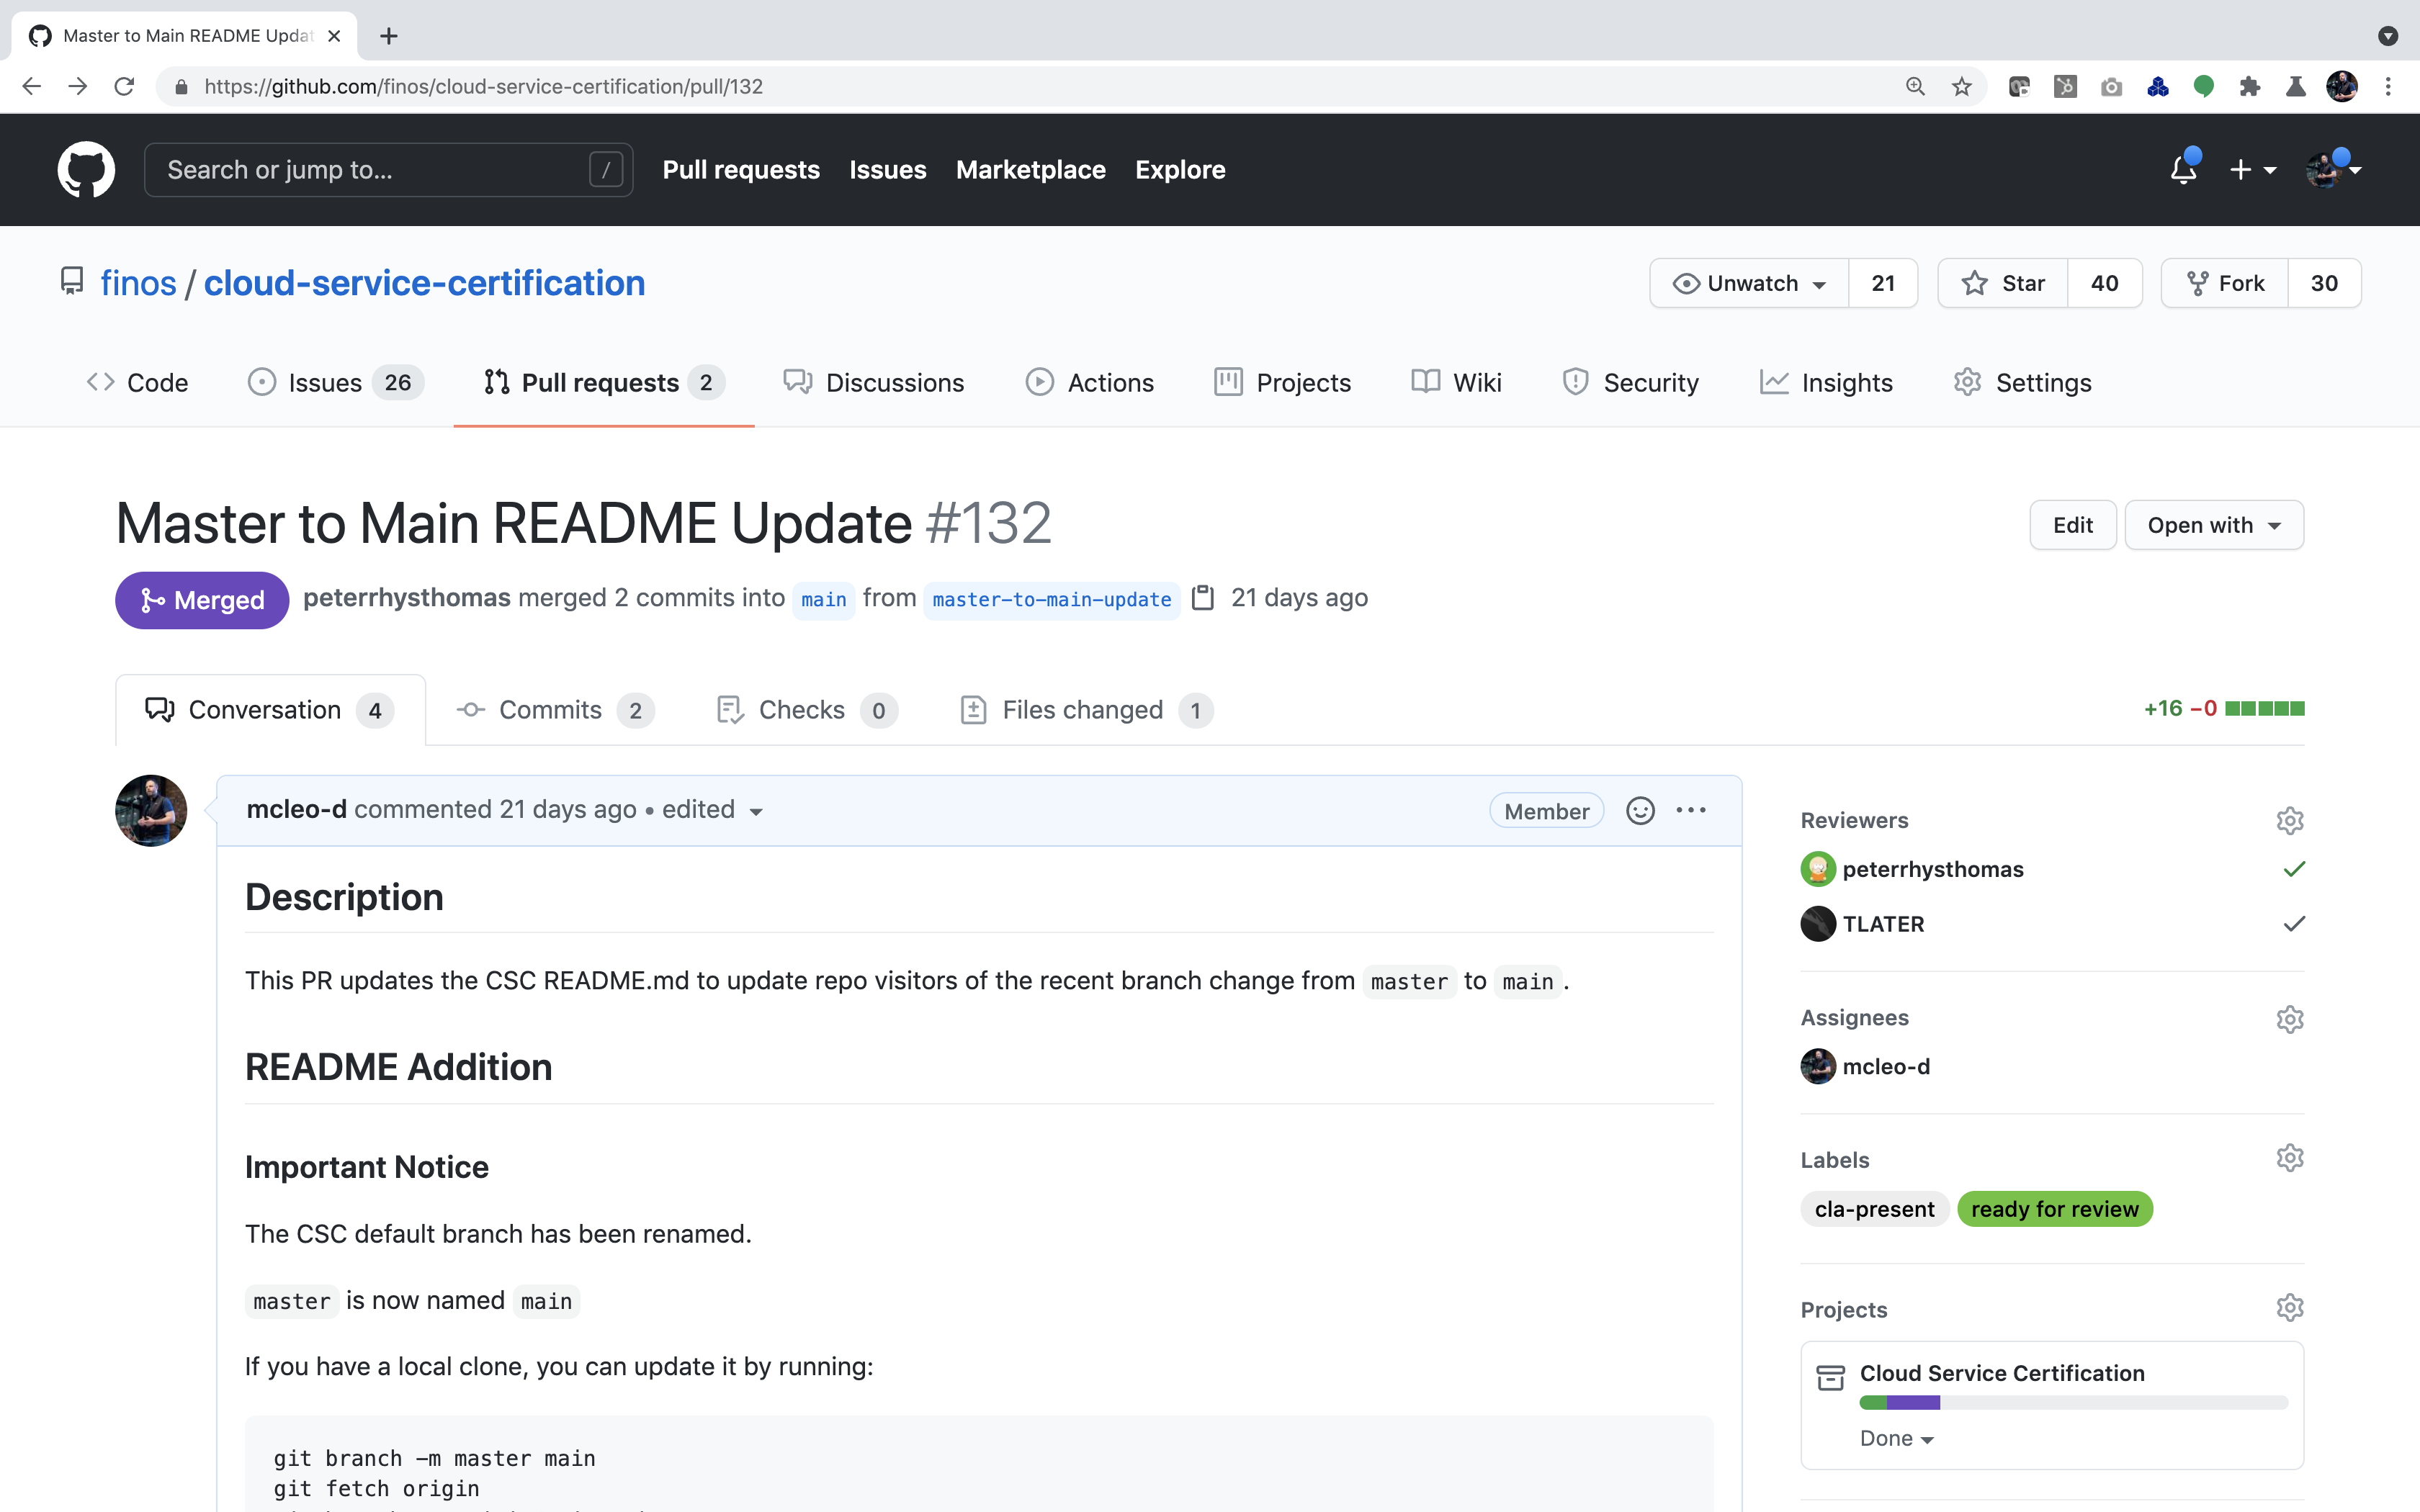 Master to Main README Updat
https://github.com/finos/cloud-service-certification/pull/132
Search or jump to... /
Pull requests Issues Marketplace Explore
finos / cloud-service-certification
Unwatch 21 Star 40 Fork 30
Code Issues 26 Pull requests 2 Discussions Actions Projects Wiki Security Insights Settings
Master to Main README Update #132
Edit Open with
Merged peterrhysthomas merged 2 commits into main from master-to-main-update 21 days ago
Conversation 4 Commits 2 Checks 0 Files changed 1
+16 −0
mcleo-d commented 21 days ago • edited
Member
Description
This PR updates the CSC README.md to update repo visitors of the recent branch change from master to main.
README Addition
Important Notice
The CSC default branch has been renamed.
master is now named main
If you have a local clone, you can update it by running:
git branch -m master main
git fetch origin
Reviewers
peterrhysthomas
TLATER
Assignees
mcleo-d
Labels
cla-present ready for review
Projects
Cloud Service Certification
Done